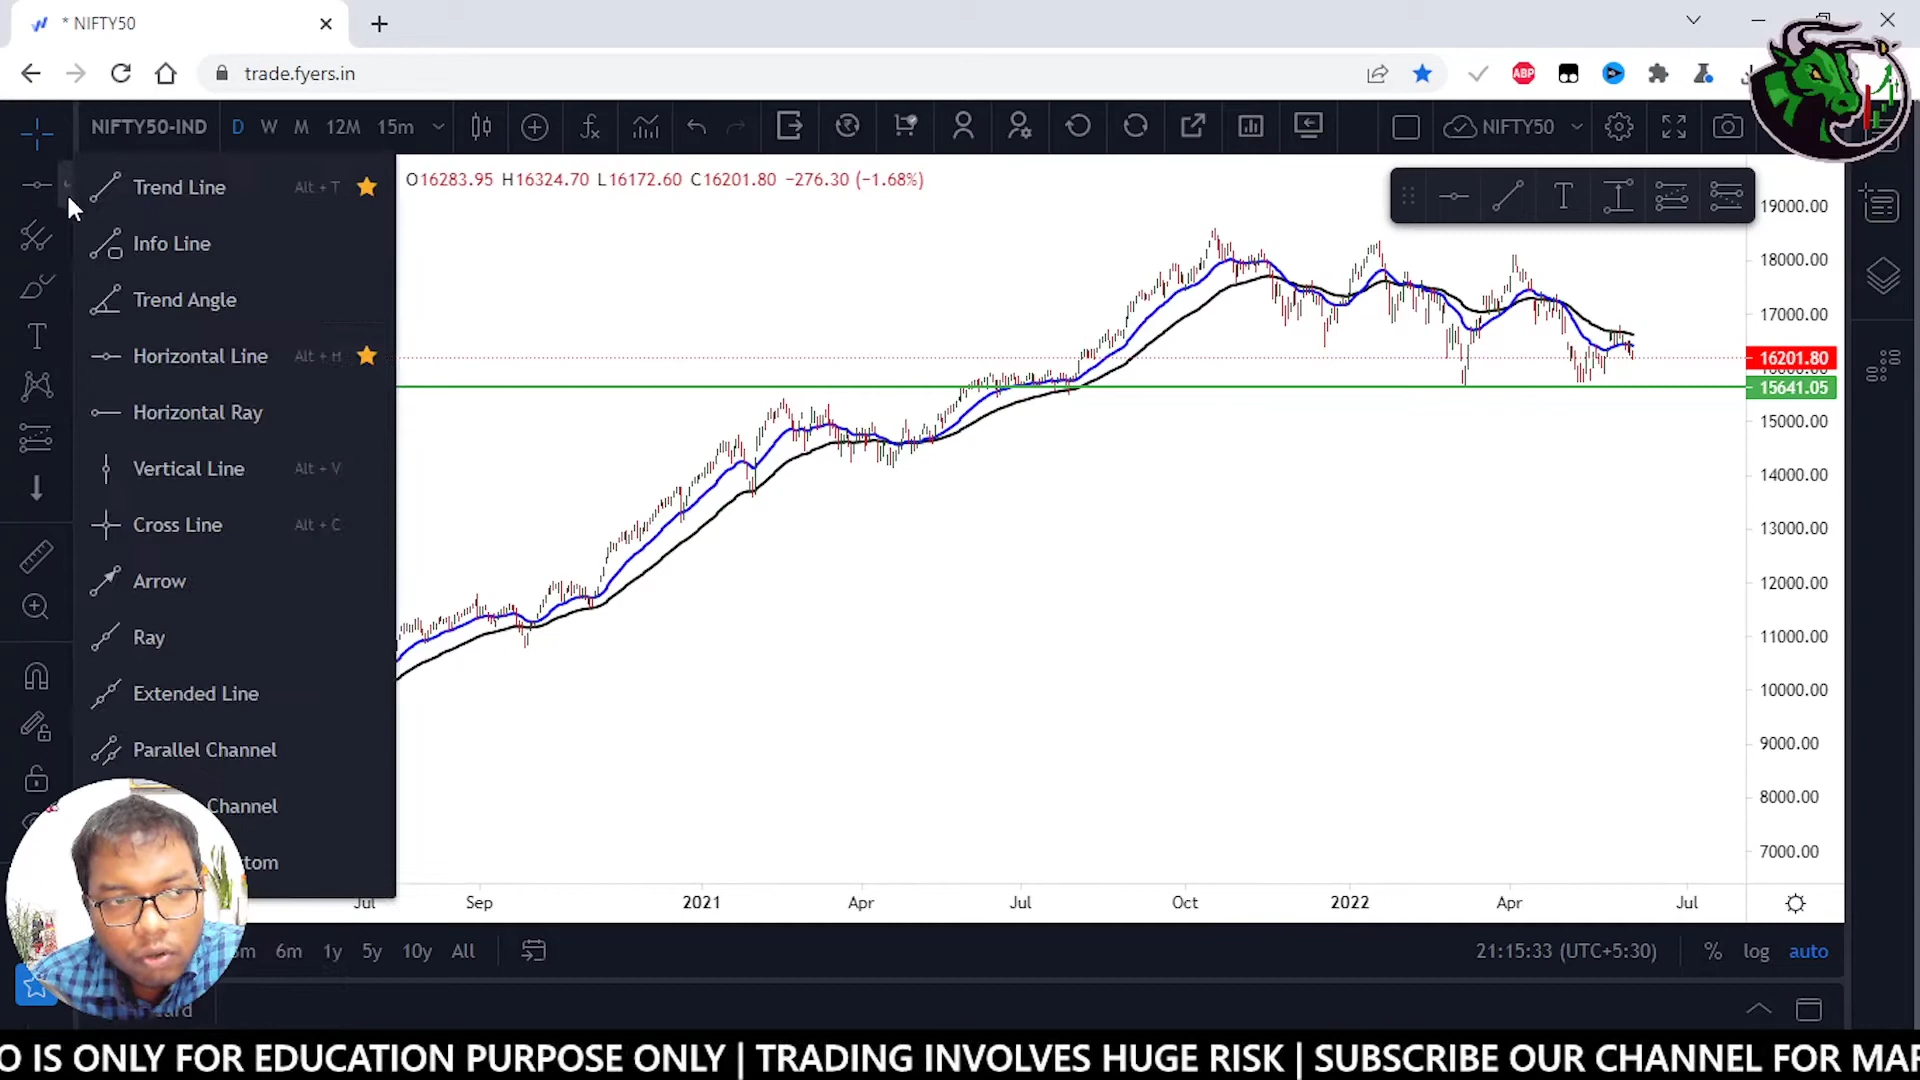 * NIFTY50
trade.fyers.in
ABP
NIFTY50-IND D W M 12M 15m
NIFTY50
Trend Line Alt + T
O16283.95 H16324.70 L16172.60 C16201.80 −276.30 (−1.68%)
Info Line
Trend Angle
Horizontal Line Alt + H
Horizontal Ray
Vertical Line Alt + V
Cross Line Alt + C
Arrow
Ray
Extended Line
Parallel Channel
Channel
19000.00
18000.00
17000.00
16201.80
16000.00
15641.05
15000.00
14000.00
13000.00
12000.00
11000.00
10000.00
9000.00
8000.00
7000.00
Jul Sep 2021 Apr Jul Oct 2022 Apr Jul
6m 1y 5y 10y All
21:15:33 (UTC+5:30) % log auto
O IS ONLY FOR EDUCATION PURPOSE ONLY | TRADING INVOLVES HUGE RISK | SUBSCRIBE OUR CHANNEL FOR MAR